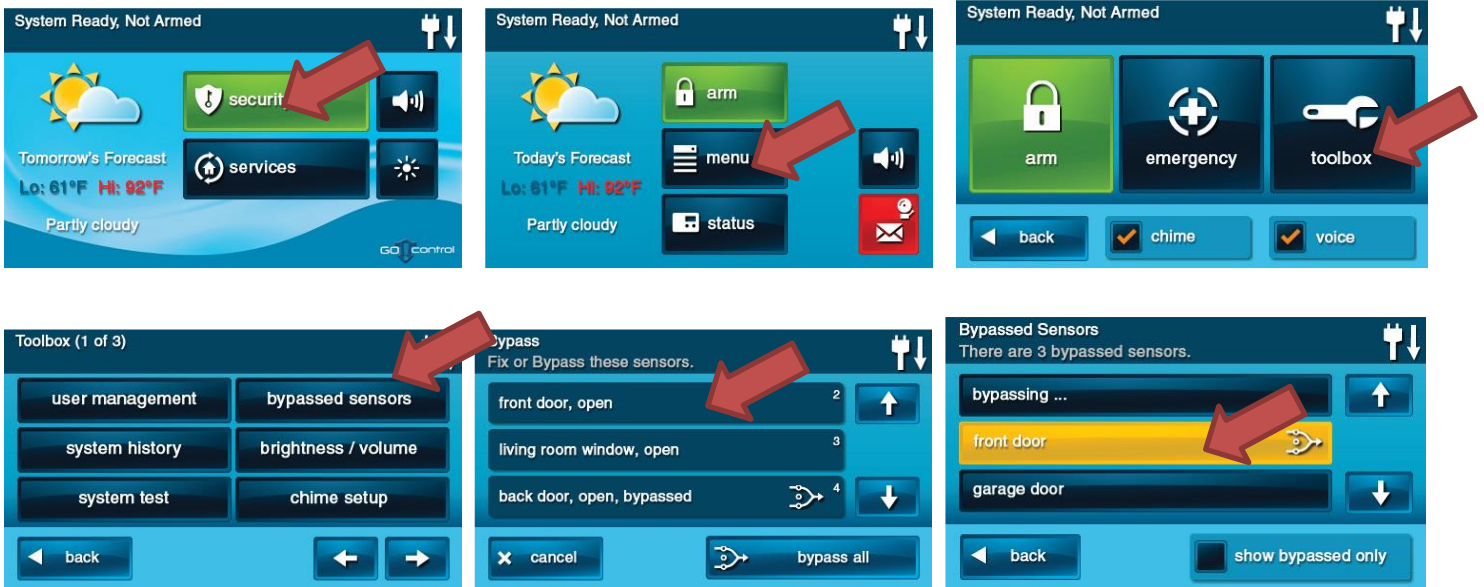 System Ready, Not Armed
security
services
Tomorrow's Forecast
Lo: 61°F Hi: 92°F
Partly cloudy
GO Control
System Ready, Not Armed
arm
menu
status
Today's Forecast
Lo: 61°F Hi: 92°F
Partly cloudy
System Ready, Not Armed
arm
emergency
toolbox
back
chime
voice
Toolbox (1 of 3)
user management
bypassed sensors
system history
brightness / volume
system test
chime setup
back
Bypass
Fix or Bypass these sensors.
front door, open 2
living room window, open 3
back door, open, bypassed 4
cancel
bypass all
Bypassed Sensors
There are 3 bypassed sensors.
bypassing ...
front door
garage door
back
show bypassed only